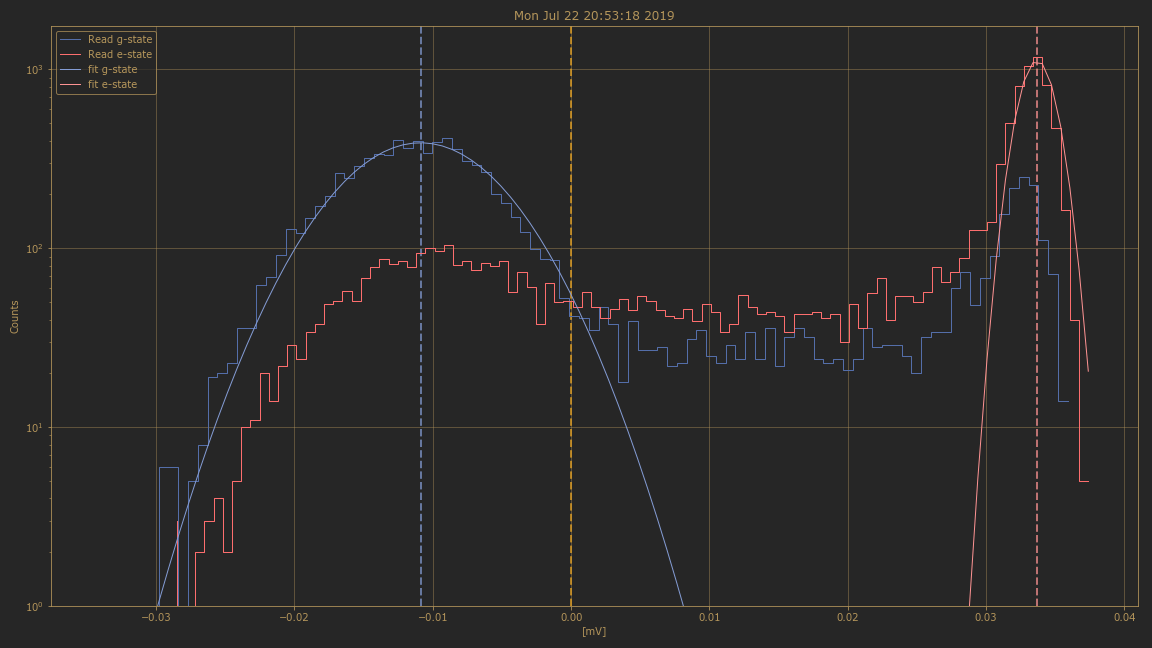 Mon Jul 22 20:53:18 2019
Read g-state
Read e-state
fit g-state
fit e-state
10³
10²
10¹
10⁰
Counts
−0.03 −0.02 −0.01 0.00 0.01 0.02 0.03 0.04
[mV]